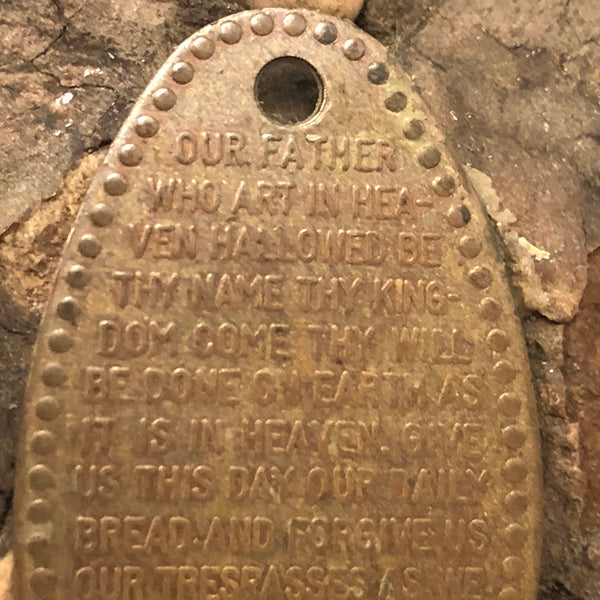 OUR FATHER
WHO ART IN HEA-
VEN HALLOWED BE
THY NAME THY KING-
DOM COME THY WILL
BE DONE ON EARTH AS
IT IS IN HEAVEN. GIVE
US THIS DAY OUR DAILY
BREAD. AND FORGIVE US
OUR TRESPASSES AS WE